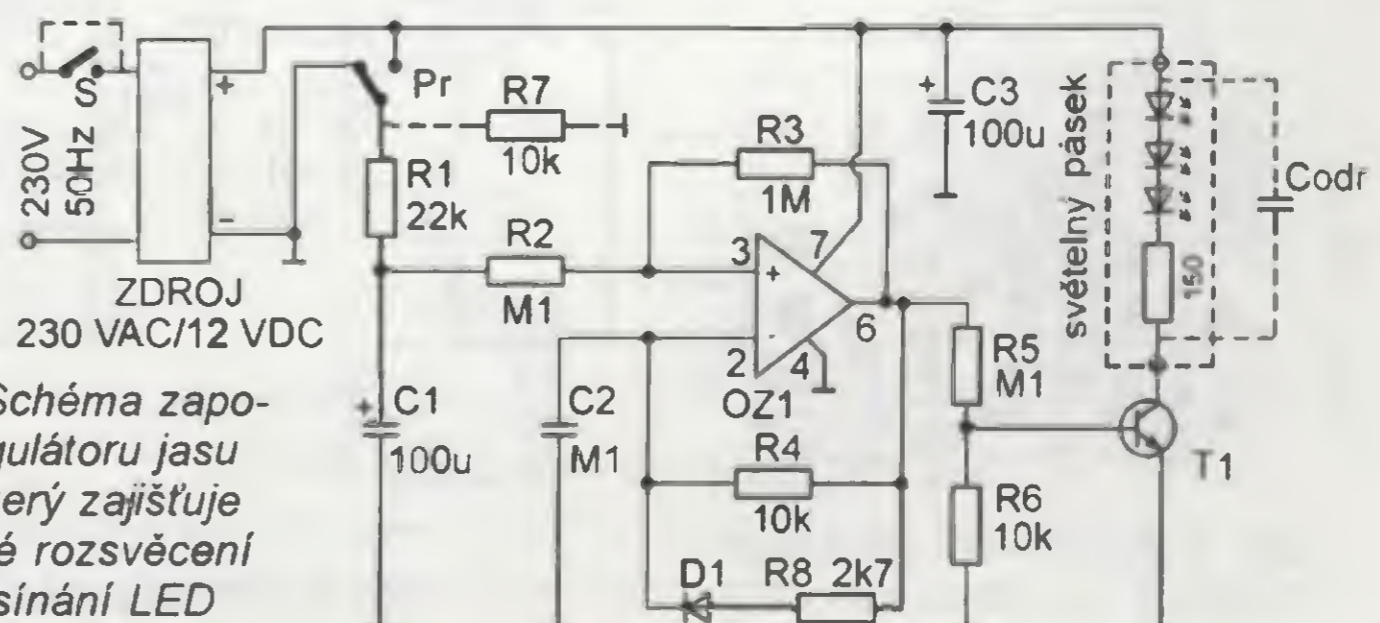 S
230V
50Hz
+
-
ZDROJ
230 VAC/12 VDC
Pr
R7
10k
R1
22k
R2
M1
R3
1M
3
+
7
2
-
4
6
OZ1
+
C3
100u
světelný pásek
150
Codr
R5
M1
T1
R6
10k
+
C1
100u
C2
M1
R4
10k
D1
R8 2k7
Schéma zapo-
gulátoru jasu
erý zajišťuje
é rozsvěcení
sínání LED